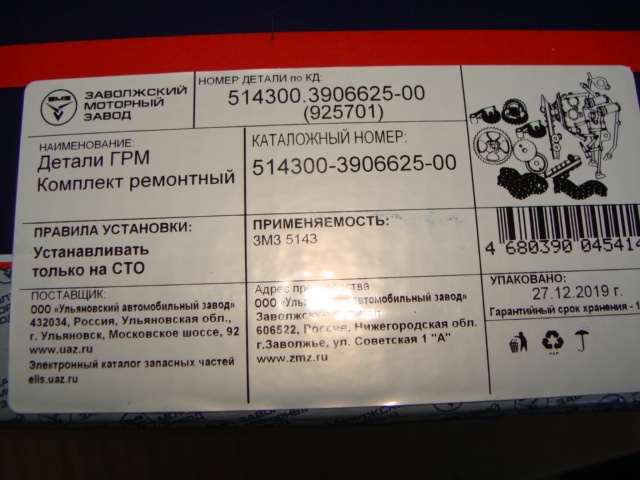 ЗМЗ
ЗАВОЛЖСКИЙ
МОТОРНЫЙ
ЗАВОД
НОМЕР ДЕТАЛИ по КД:
514300.3906625-00
(925701)
НАИМЕНОВАНИЕ:
Детали ГРМ
Комплект ремонтный
КАТАЛОЖНЫЙ НОМЕР:
514300-3906625-00
ПРАВИЛА УСТАНОВКИ:
Устанавливать
только на СТО
ПРИМЕНЯЕМОСТЬ:
ЗМЗ 5143
4 680390 045414
ПОСТАВЩИК:
ООО «Ульяновский автомобильный завод»
432034, Россия, Ульяновская обл.,
г. Ульяновск, Московское шоссе, 92
www.uaz.ru
Электронный каталог запасных частей
elis.uaz.ru
Адрес
ООО автомобильный завод»
606522, Россия, Нижегородская обл.
г.Заволжье, ул. Советская 1 "А"
www.zmz.ru
УПАКОВАНО:
27.12.2019 г.
Гарантийный срок хранения - 1
PAP